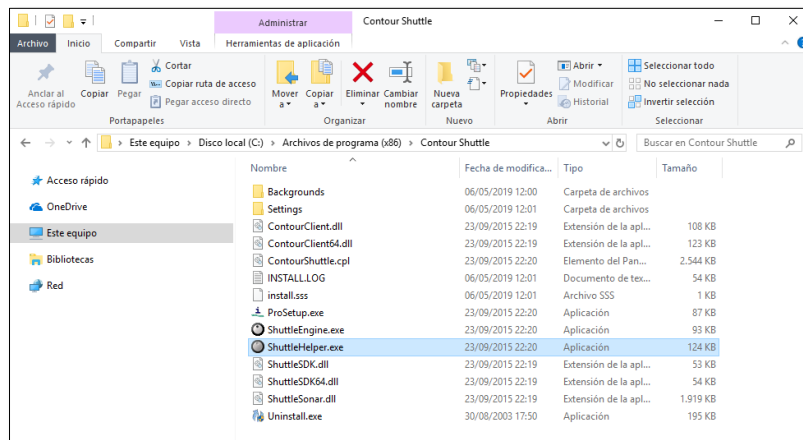 Administrar Contour Shuttle
Archivo Inicio Compartir Vista Herramientas de aplicación
Anclar al Acceso rápido
Copiar
Pegar
Cortar
Copiar ruta de acceso
Pegar acceso directo
Portapapeles
Mover a
Copiar a
Eliminar
Cambiar nombre
Organizar
Nueva carpeta
Nuevo
Propiedades
Abrir
Modificar
Historial
Abrir
Seleccionar todo
No seleccionar nada
Invertir selección
Seleccionar
Este equipo > Disco local (C:) > Archivos de programa (x86) > Contour Shuttle
Buscar en Contour Shuttle
Acceso rápido
OneDrive
Este equipo
Bibliotecas
Red
Nombre Fecha de modifica... Tipo Tamaño
Backgrounds 06/05/2019 12:00 Carpeta de archivos
Settings 06/05/2019 12:01 Carpeta de archivos
ContourClient.dll 23/09/2015 22:19 Extensión de la apl... 108 KB
ContourClient64.dll 23/09/2015 22:19 Extensión de la apl... 123 KB
ContourShuttle.cpl 23/09/2015 22:20 Elemento del Pan... 2.544 KB
INSTALL.LOG 06/05/2019 12:01 Documento de tex... 54 KB
install.sss 06/05/2019 12:01 Archivo SSS 1 KB
ProSetup.exe 23/09/2015 22:20 Aplicación 87 KB
ShuttleEngine.exe 23/09/2015 22:20 Aplicación 93 KB
ShuttleHelper.exe 23/09/2015 22:20 Aplicación 124 KB
ShuttleSDK.dll 23/09/2015 22:19 Extensión de la apl... 53 KB
ShuttleSDK64.dll 23/09/2015 22:19 Extensión de la apl... 54 KB
ShuttleSonar.dll 23/09/2015 22:19 Extensión de la apl... 1.919 KB
Uninstall.exe 30/08/2003 17:50 Aplicación 195 KB